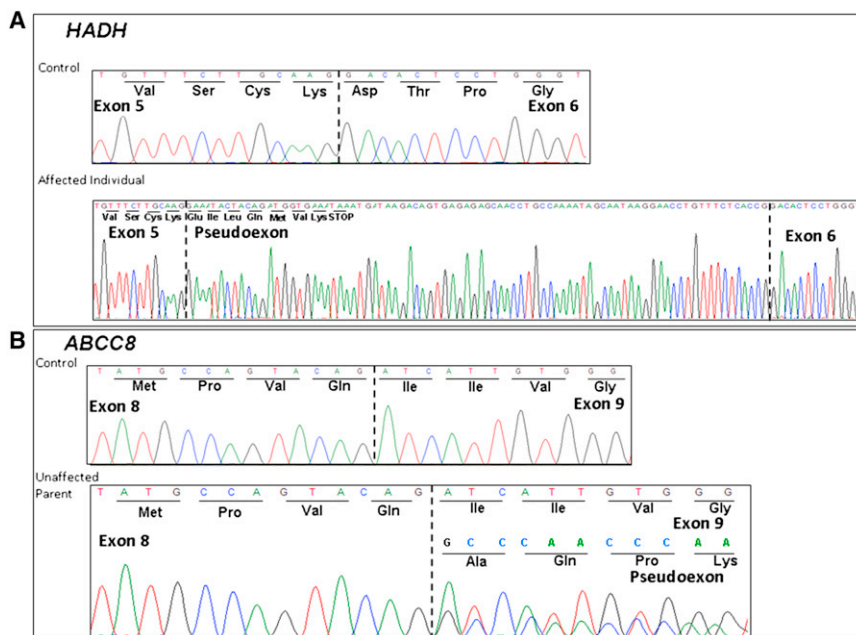 A
HADH
Control
T G T T T C T T G C A A G G A C A C T C C T G G G T
Val Ser Cys Lys Asp Thr Pro Gly
Exon 5 Exon 6
Affected Individual
TGTTTCTTGCAAGGAAATACTACAGATGGTGAAATAAATGATAAGACAGTGAGAGAGCAACCTGCCAAAATAGCAATAAGGAACCTGTTTCTCACCGGACACTCCTGGG
Val Ser Cys Lys Glu Ile Leu Gln Met Val Lys STOP
Exon 5 Pseudoexon Exon 6
B
ABCC8
Control
T A T G C C A G T A C A G A T C A T T G T G G G
Met Pro Val Gln Ile Ile Val Gly
Exon 8 Exon 9
Unaffected
Parent
T A T G C C A G T A C A G A T C A T T G T G G G
Met Pro Val Gln Ile Ile Val Gly
Exon 8 Exon 9
G C C C A A C C C A A
Ala Gln Pro Lys
Pseudoexon